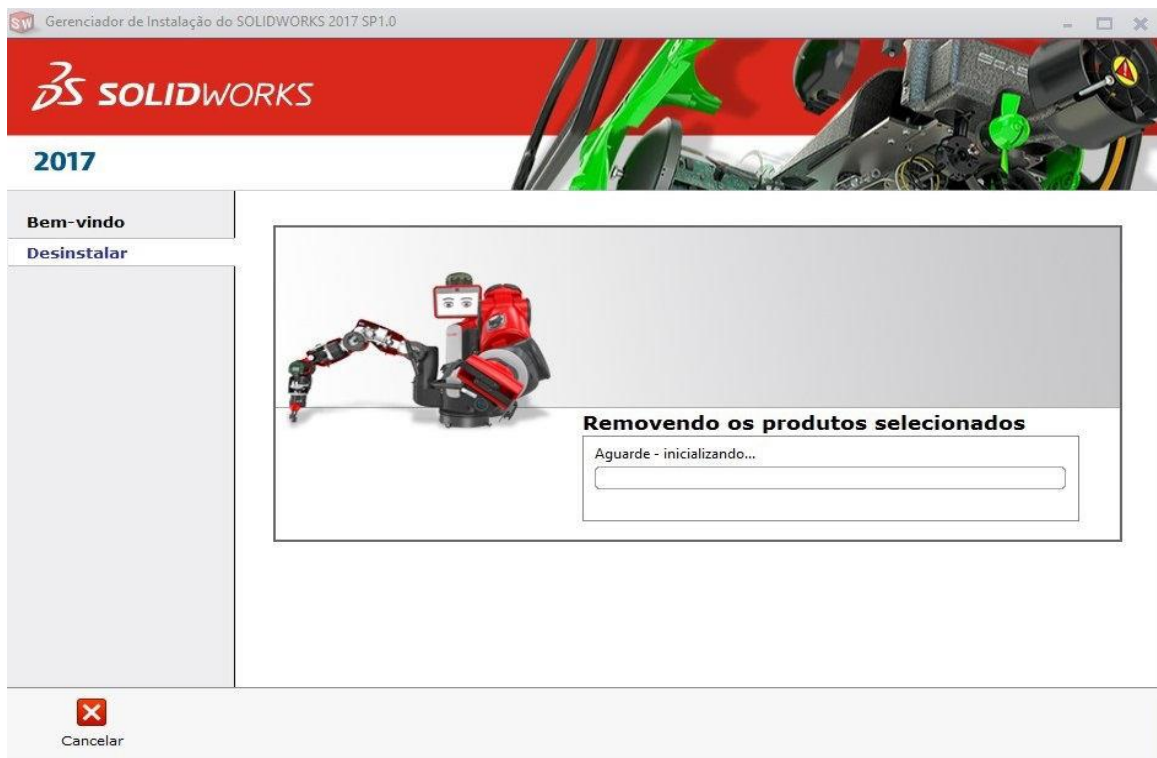 Gerenciador de Instalação do SOLIDWORKS 2017 SP1.0
SOLIDWORKS
2017
Bem-vindo
Desinstalar
Removendo os produtos selecionados
Aguarde - inicializando...
Cancelar